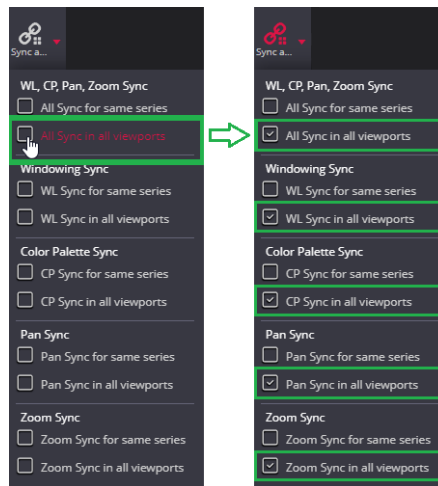 Sync a...
WL, CP, Pan, Zoom Sync
All Sync for same series
All Sync in all viewports
Windowing Sync
WL Sync for same series
WL Sync in all viewports
Color Palette Sync
CP Sync for same series
CP Sync in all viewports
Pan Sync
Pan Sync for same series
Pan Sync in all viewports
Zoom Sync
Zoom Sync for same series
Zoom Sync in all viewports
Sync a...
WL, CP, Pan, Zoom Sync
All Sync for same series
All Sync in all viewports
Windowing Sync
WL Sync for same series
WL Sync in all viewports
Color Palette Sync
CP Sync for same series
CP Sync in all viewports
Pan Sync
Pan Sync for same series
Pan Sync in all viewports
Zoom Sync
Zoom Sync for same series
Zoom Sync in all viewports